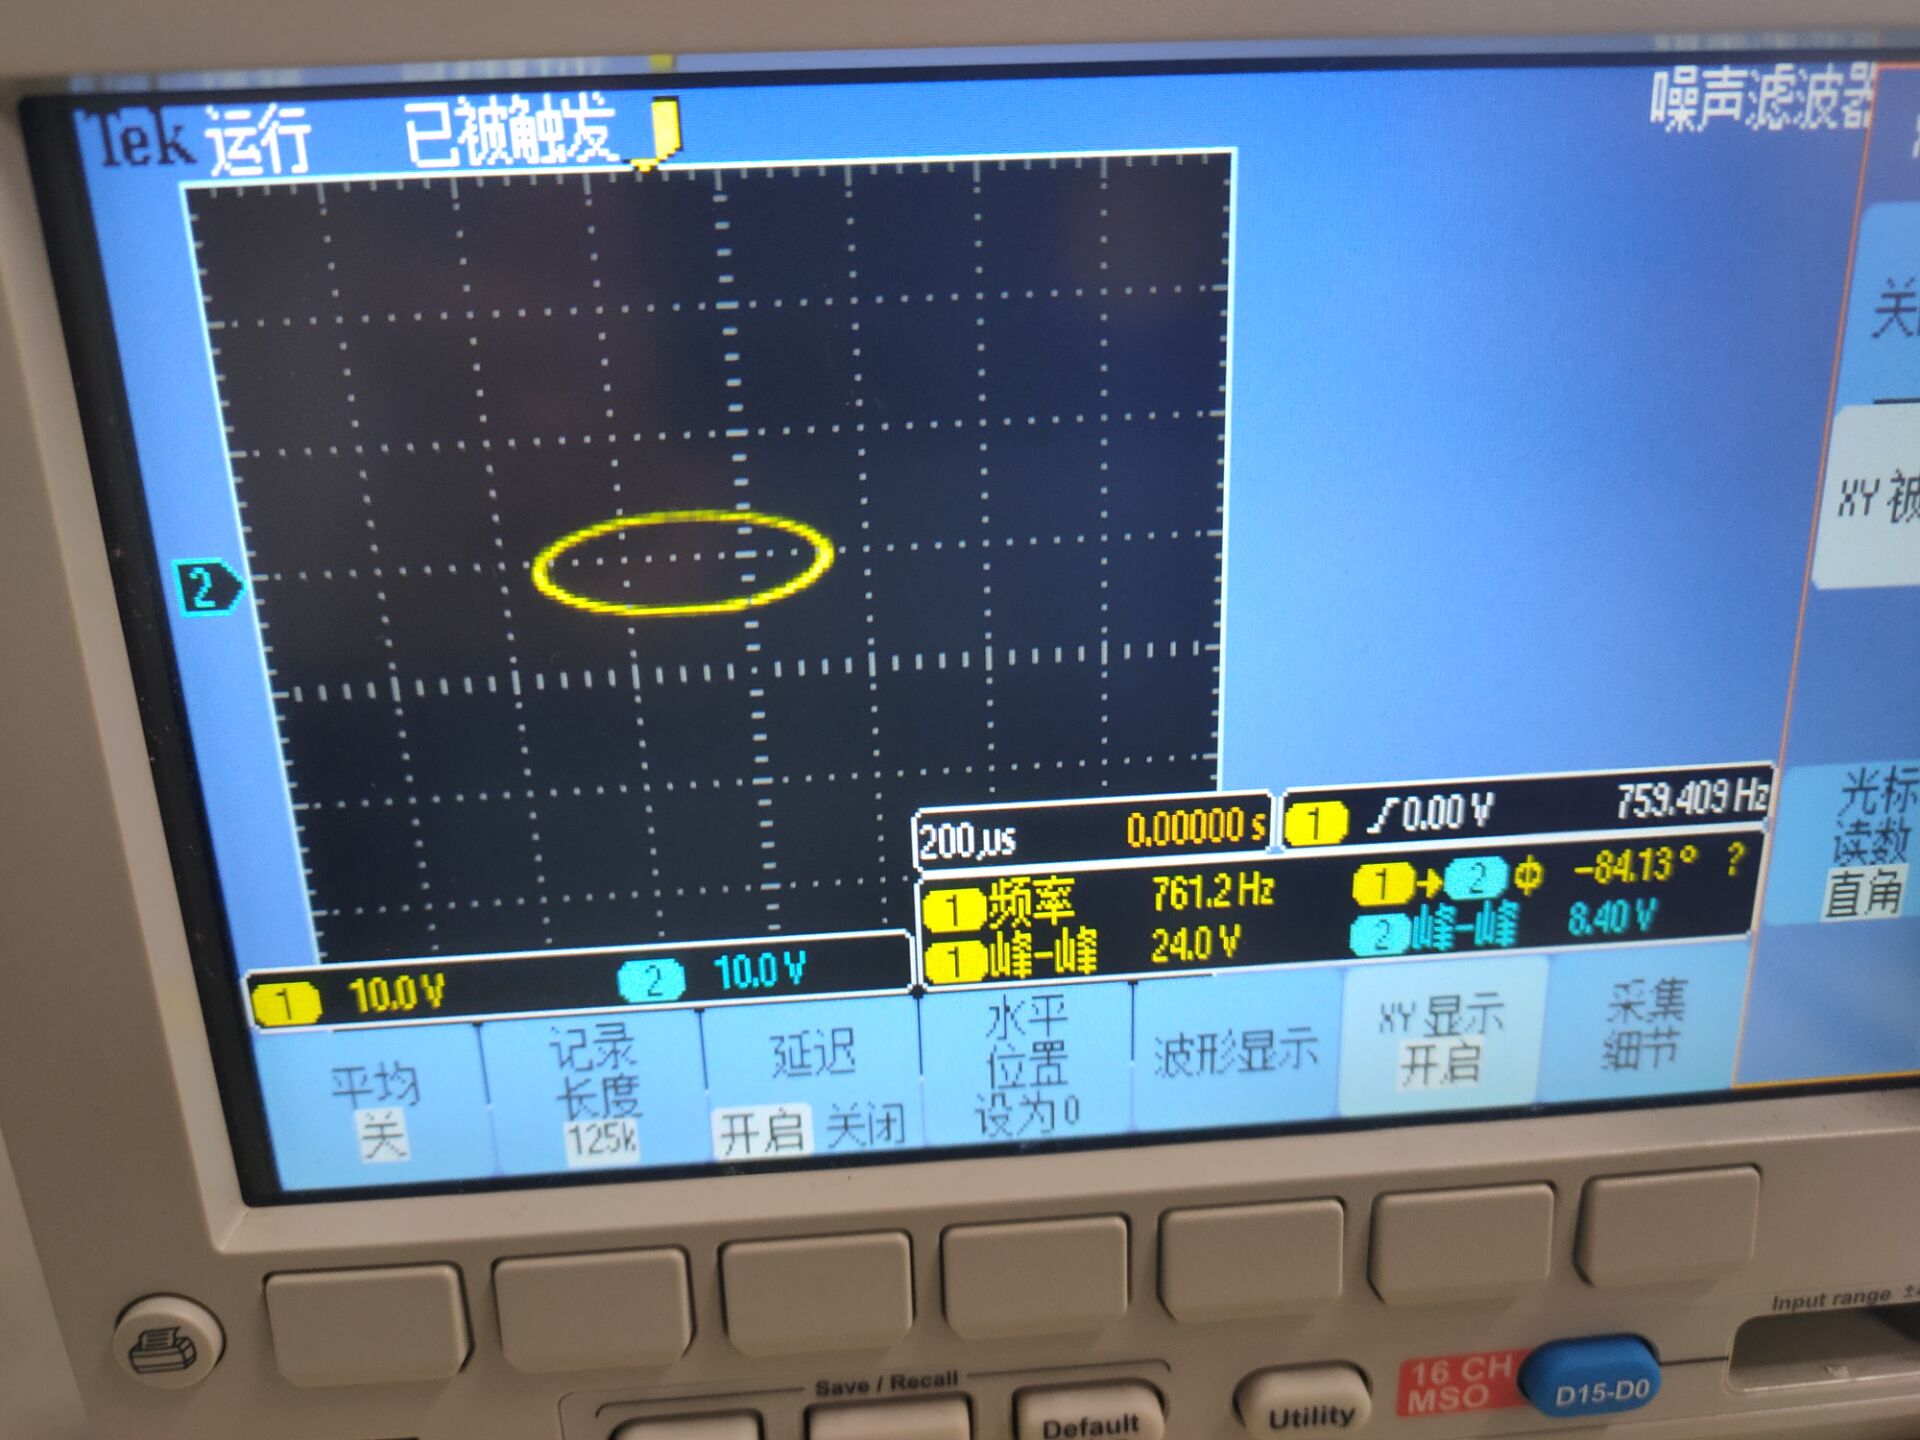 Tek 运行 已被触发
噪声滤波器
关
XY 被
2
200µs 0.00000 s
1 0.00 V 759.409 Hz
1 频率 761.2 Hz 1 2 Φ -84.13° ?
1 峰-峰 24.0 V 2 峰-峰 8.40 V
1 10.0 V 2 10.0 V
光标
读数
直角
平均
关
记录
长度
125k
延迟
开启 关闭
水平
位置
设为0
波形显示
XY 显示
开启
采集
细节
Input range
Save / Recall
Default
Utility
16 CH
MSO
D15-D0